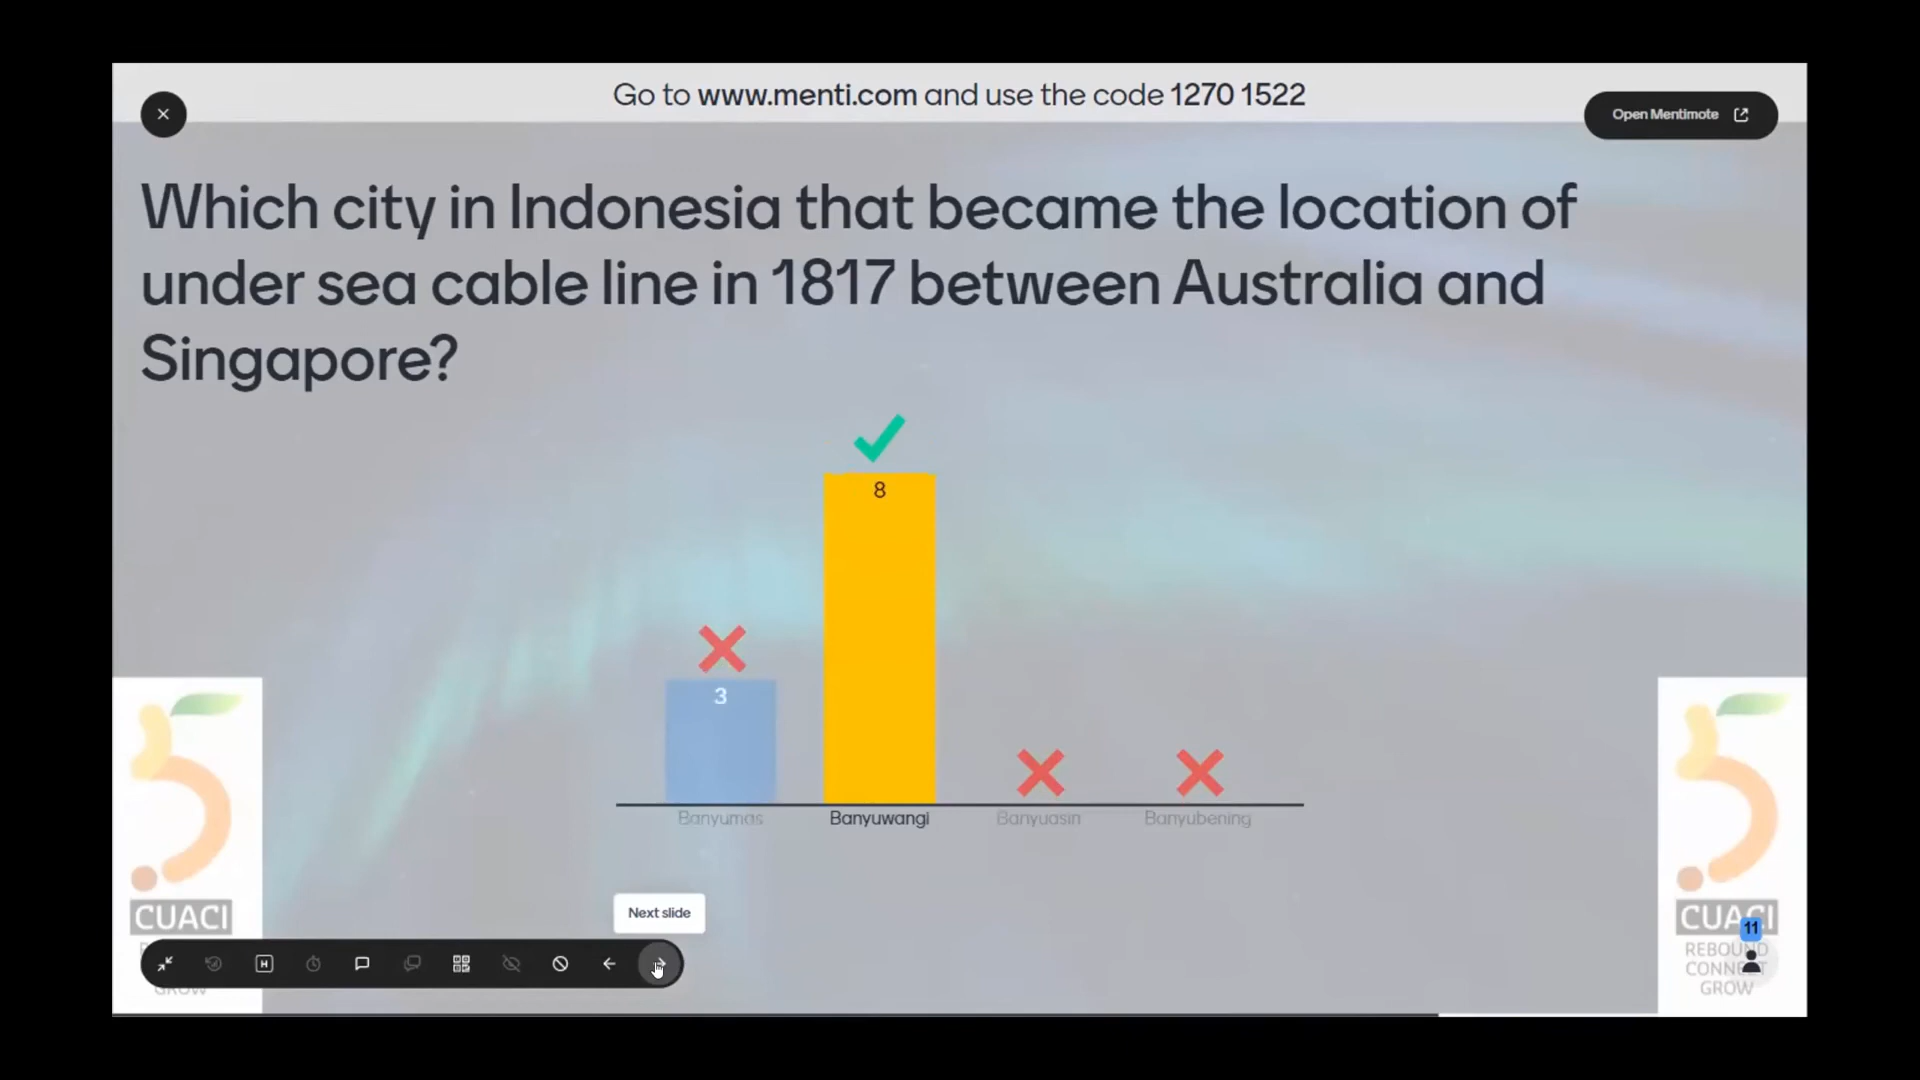 Go to www.menti.com and use the code 1270 1522
Open Mentimote
Which city in Indonesia that became the location of
under sea cable line in 1817 between Australia and
Singapore?
8
3
Banyumas
Banyuwangi
Banyuasin
Banyubening
CUACI
GROW
Next slide
H
CUACI
11
REBOUND
CONNECT
GROW